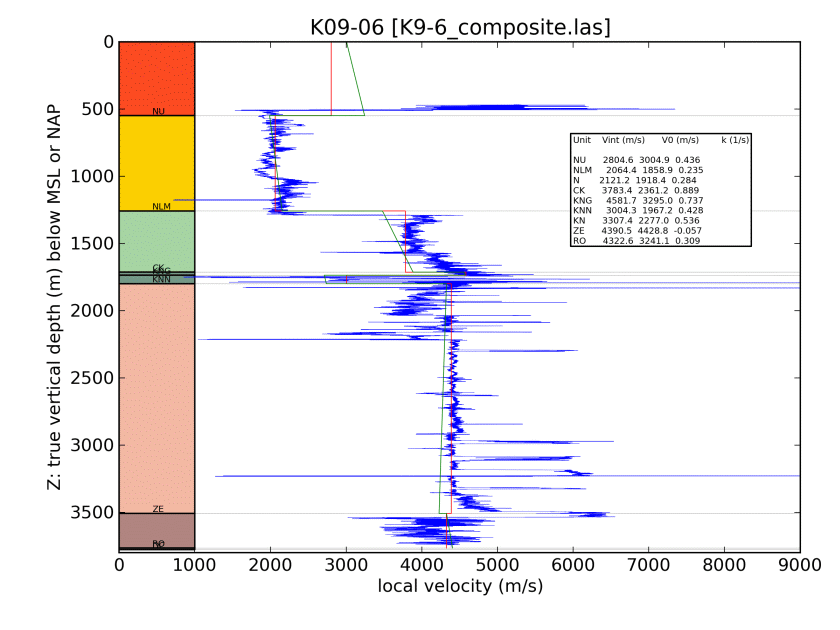 K09-06 [K9-6_composite.las]
0
500
1000
1500
2000
2500
3000
3500
Z: true vertical depth (m) below MSL or NAP
NU
NLM
CK
KNG
KNN
ZE
RO
Unit Vint (m/s) V0 (m/s) k (1/s)
NU 2804.6 3004.9 0.436
NLM 2064.4 1858.9 0.235
N 2121.2 1918.4 0.284
CK 3783.4 2361.2 0.889
KNG 4581.7 3295.0 0.737
KNN 3004.3 1967.2 0.428
KN 3307.4 2277.0 0.536
ZE 4390.5 4428.8 -0.057
RO 4322.6 3241.1 0.309
0 1000 2000 3000 4000 5000 6000 7000 8000 9000
local velocity (m/s)